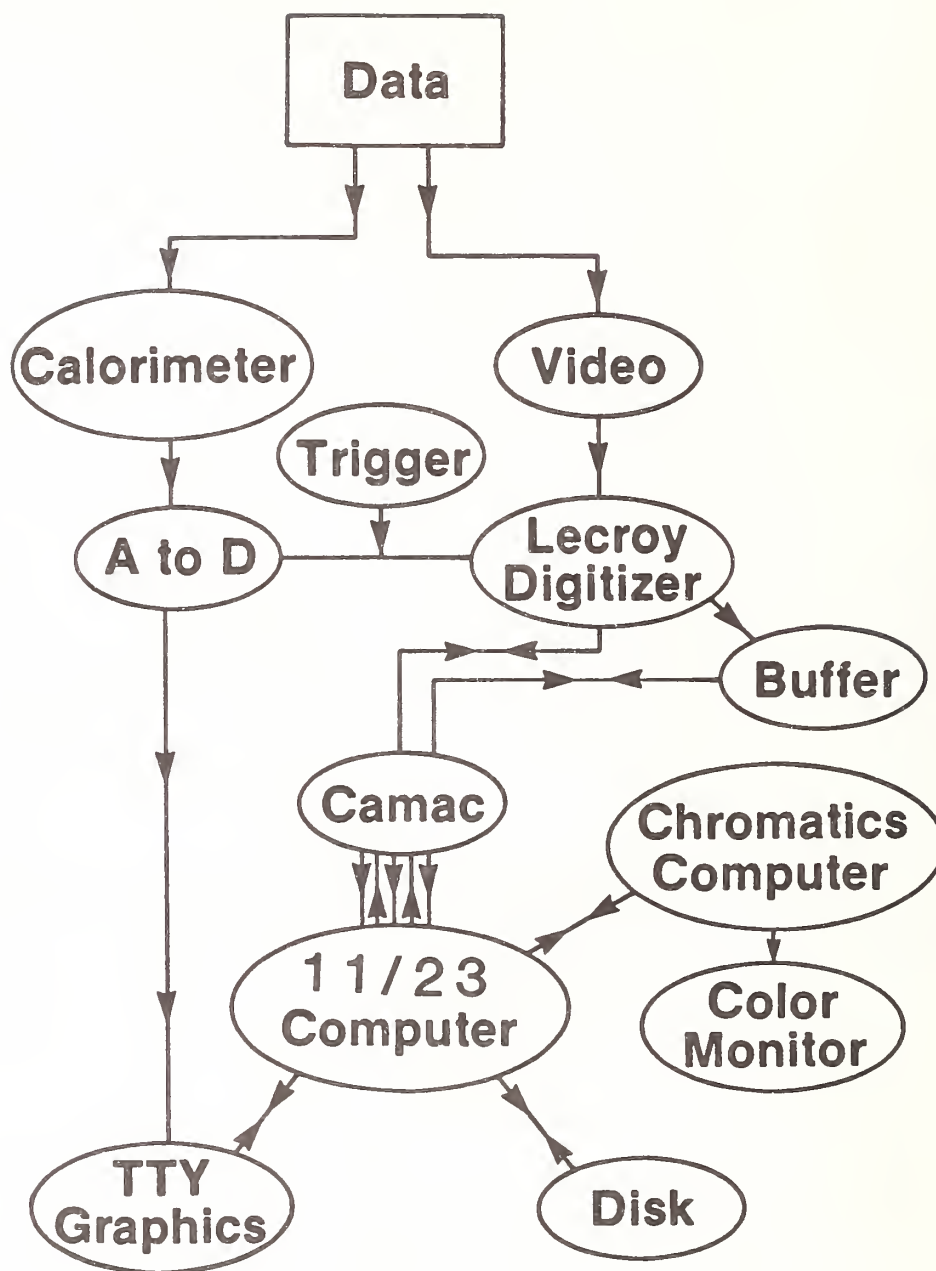 Data
Calorimeter
Video
Trigger
A to D
Lecroy
Digitizer
Buffer
Camac
Chromatics
Computer
11/23
Computer
Color
Monitor
TTY
Graphics
Disk